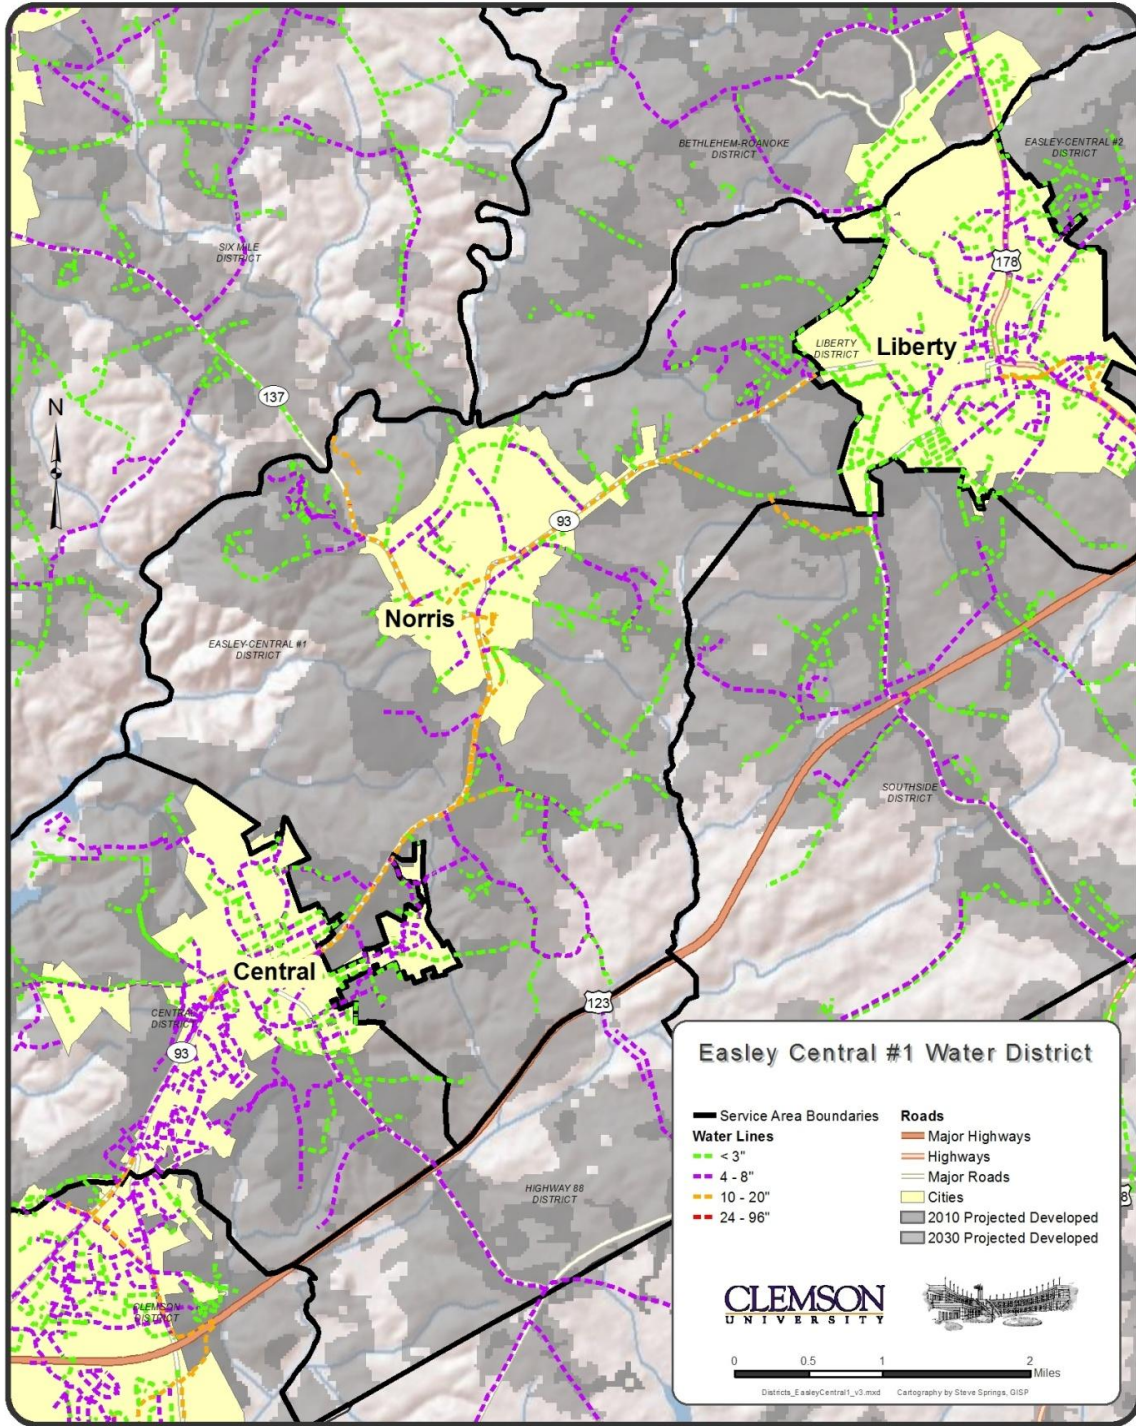 BETHLEHEM-ROANOKE
DISTRICT
EASLEY-CENTRAL #2
DISTRICT
SIX MILE
DISTRICT
178
LIBERTY
DISTRICT
Liberty
137
N
93
Norris
EASLEY-CENTRAL #1
DISTRICT
SOUTHSIDE
DISTRICT
Central
123
CENTRAL
DISTRICT
93
HIGHWAY 88
DISTRICT
CLEMSON
DISTRICT
8
Easley Central #1 Water District
Service Area Boundaries
Water Lines
< 3"
4 - 8"
10 - 20"
24 - 96"
Roads
Major Highways
Highways
Major Roads
Cities
2010 Projected Developed
2030 Projected Developed
CLEMSON
UNIVERSITY
0 0.5 1 2
Miles
Districts_EasleyCentral1_v3.mxd Cartography by Steve Springs, GISP